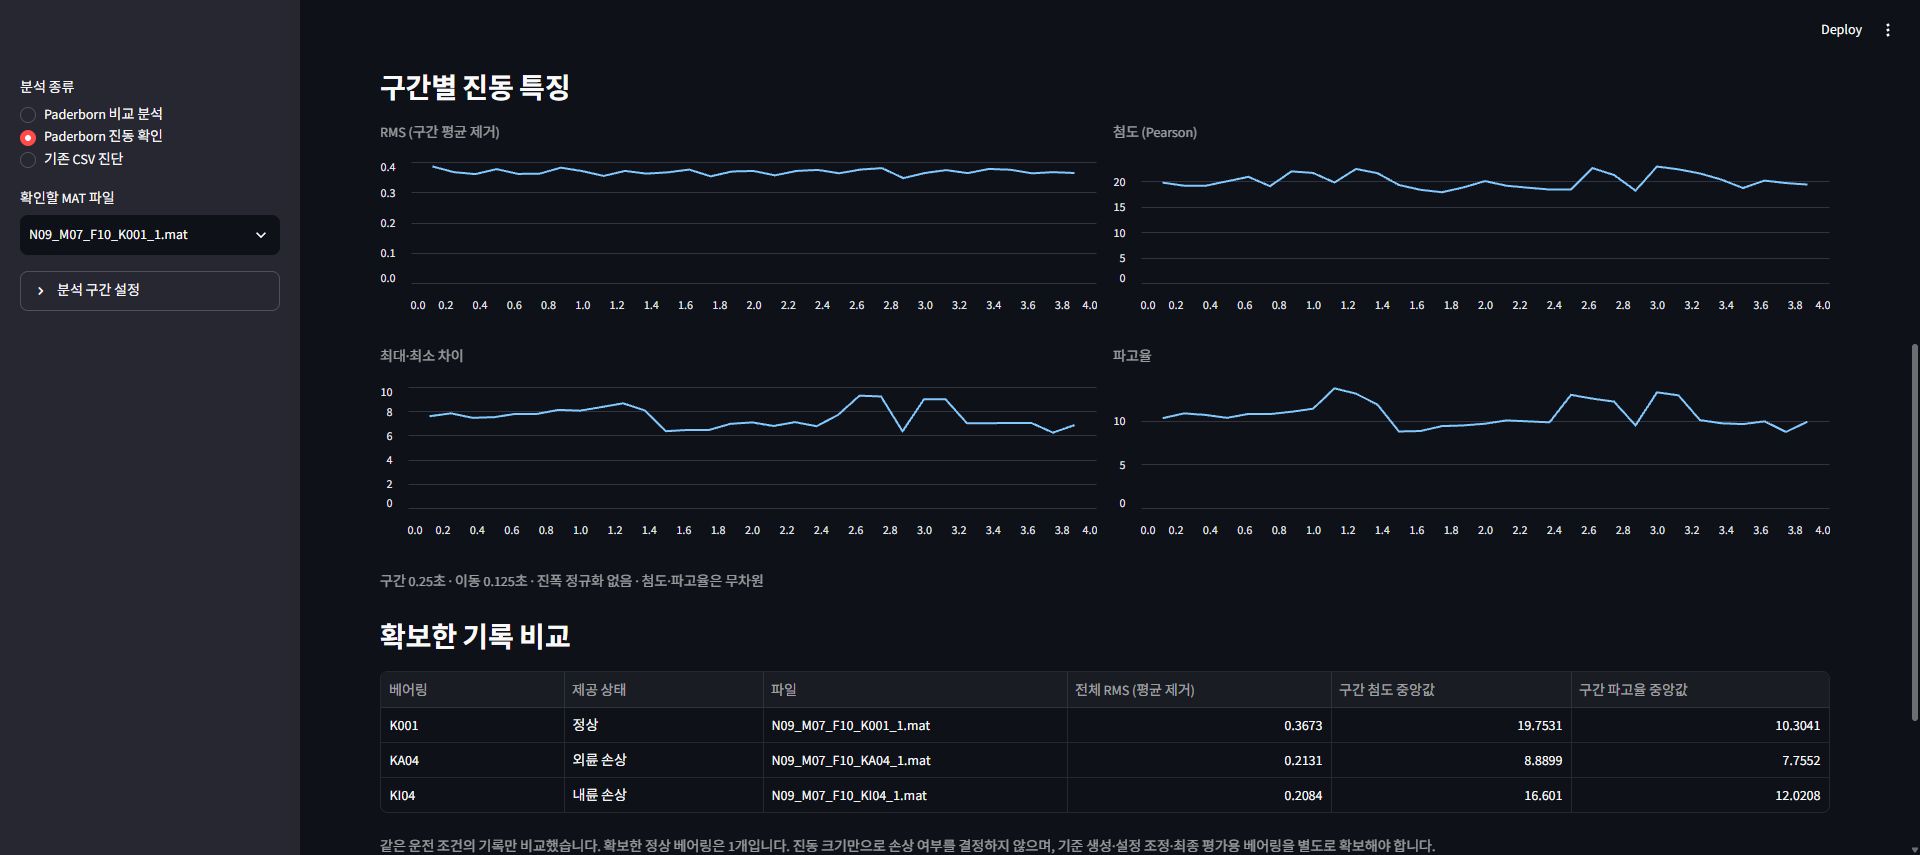 Deploy
분석 종류
Paderborn 비교 분석
Paderborn 진동 확인
기존 CSV 진단
확인할 MAT 파일
N09_M07_F10_K001_1.mat
분석 구간 설정
구간별 진동 특징
RMS (구간 평균 제거)
0.4
0.3
0.2
0.1
0.0
0.0 0.2 0.4 0.6 0.8 1.0 1.2 1.4 1.6 1.8 2.0 2.2 2.4 2.6 2.8 3.0 3.2 3.4 3.6 3.8 4.0
첨도 (Pearson)
20
15
10
5
0
0.0 0.2 0.4 0.6 0.8 1.0 1.2 1.4 1.6 1.8 2.0 2.2 2.4 2.6 2.8 3.0 3.2 3.4 3.6 3.8 4.0
최대·최소 차이
10
8
6
4
2
0
0.0 0.2 0.4 0.6 0.8 1.0 1.2 1.4 1.6 1.8 2.0 2.2 2.4 2.6 2.8 3.0 3.2 3.4 3.6 3.8 4.0
파고율
10
5
0
0.0 0.2 0.4 0.6 0.8 1.0 1.2 1.4 1.6 1.8 2.0 2.2 2.4 2.6 2.8 3.0 3.2 3.4 3.6 3.8 4.0
구간 0.25초 · 이동 0.125초 · 진폭 정규화 없음 · 첨도·파고율은 무차원
확보한 기록 비교
베어링 제공 상태 파일 전체 RMS (평균 제거) 구간 첨도 중앙값 구간 파고율 중앙값
K001 정상 N09_M07_F10_K001_1.mat 0.3673 19.7531 10.3041
KA04 외륜 손상 N09_M07_F10_KA04_1.mat 0.2131 8.8899 7.7552
KI04 내륜 손상 N09_M07_F10_KI04_1.mat 0.2084 16.601 12.0208
같은 운전 조건의 기록만 비교했습니다. 확보한 정상 베어링은 1개입니다. 진동 크기만으로 손상 여부를 결정하지 않으며, 기준 생성·설정 조정·최종 평가용 베어링을 별도로 확보해야 합니다.